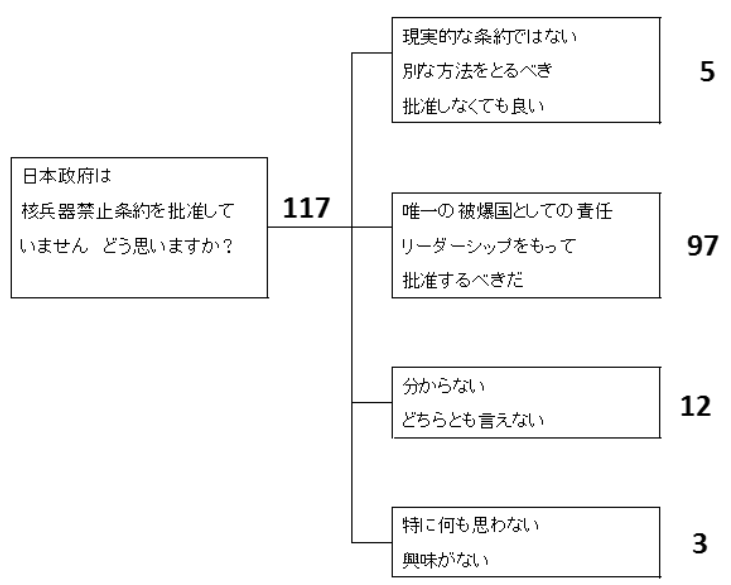 日本政府は
核兵器禁止条約を批准して
いません どう思いますか?
117
現実的な条約ではない
別な方法をとるべき
批准しなくても良い
5
唯一の被爆国としての責任
リーダーシップをもって
批准するべきだ
97
分からない
どちらとも言えない
12
特に何も思わない
興味がない
3